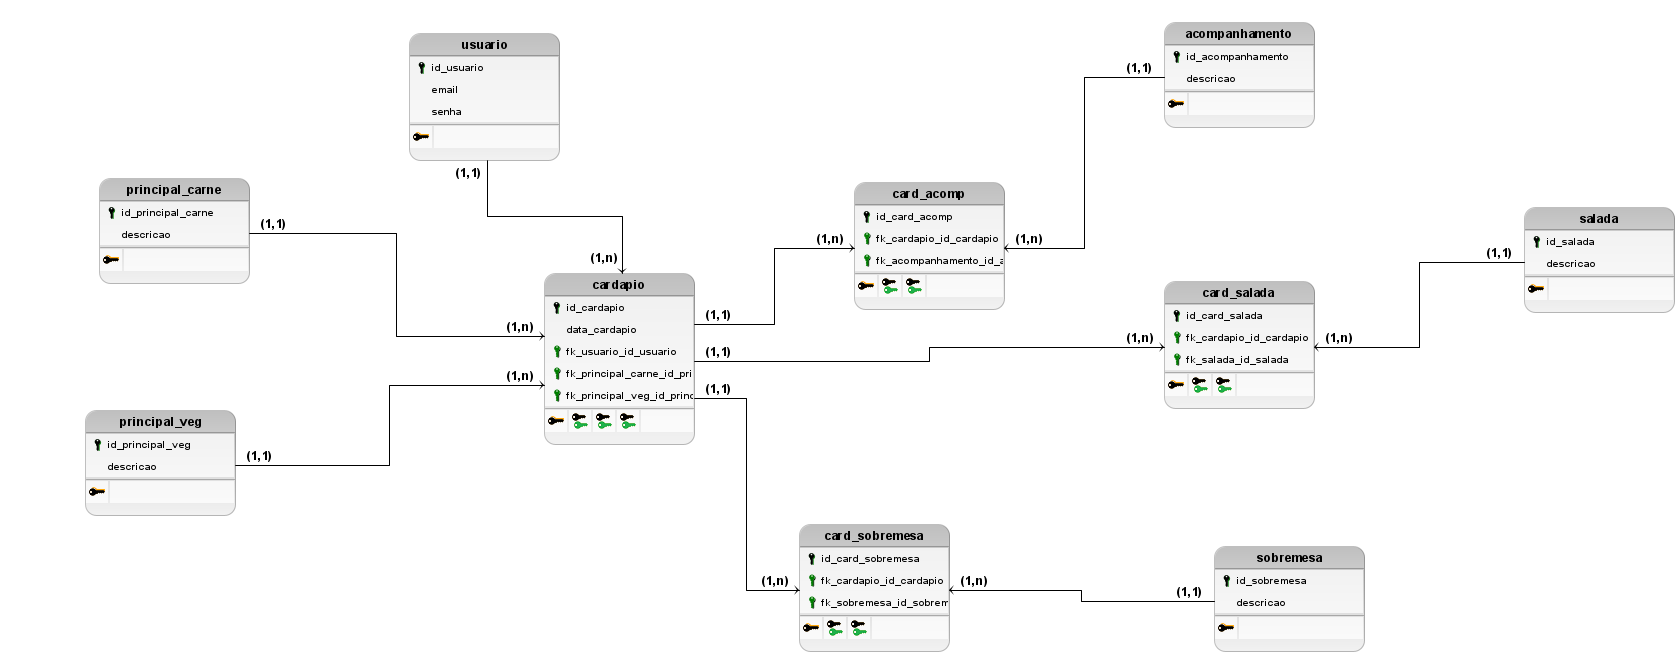 usuario
id_usuario
email
senha
(1,1)
acompanhamento
id_acompanhamento
descricao
(1,1)
principal_carne
id_principal_carne
descricao
(1,1)
card_acomp
id_card_acomp
fk_cardapio_id_cardapio
fk_acompanhamento_id_a
(1,n)
(1,n)
salada
id_salada
descricao
(1,1)
(1,n)
cardapio
id_cardapio
data_cardapio
fk_usuario_id_usuario
fk_principal_carne_id_pri
fk_principal_veg_id_princ
(1,n)
(1,n)
(1,1)
(1,1)
(1,1)
card_salada
id_card_salada
fk_cardapio_id_cardapio
fk_salada_id_salada
(1,n)
(1,n)
principal_veg
id_principal_veg
descricao
(1,1)
card_sobremesa
id_card_sobremesa
fk_cardapio_id_cardapio
fk_sobremesa_id_sobrem
(1,n)
(1,n)
sobremesa
id_sobremesa
descricao
(1,1)